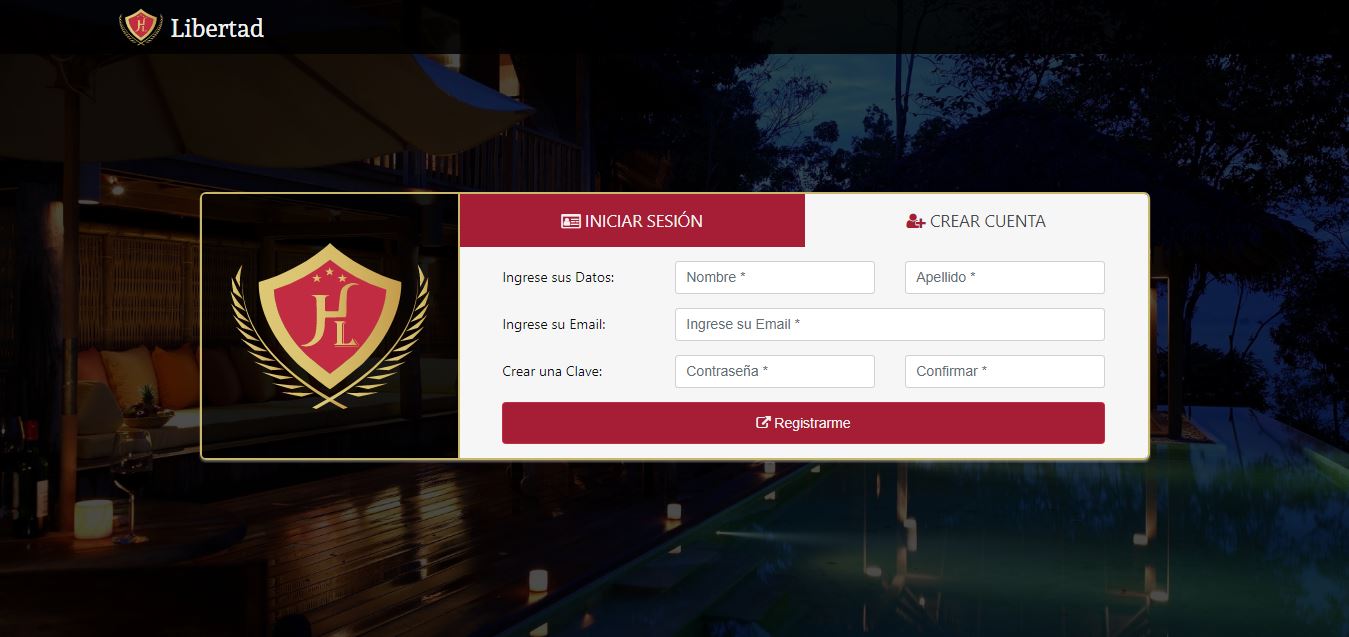 Libertad
INICIAR SESIÓN
CREAR CUENTA
HL
Ingrese sus Datos:
Nombre *
Apellido *
Ingrese su Email:
Ingrese su Email *
Crear una Clave:
Contraseña *
Confirmar *
Registrarme